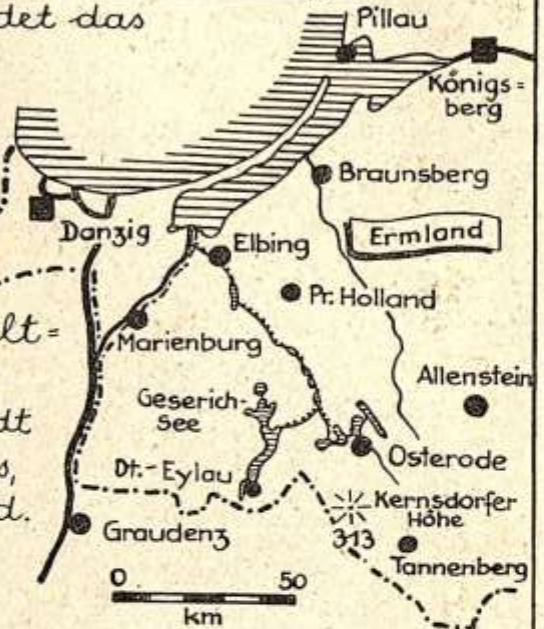 det das
Pillau
Königs=
berg
Braunsberg
Danzig
Ermland
Elbing
Pr. Holland
lt=
Marienburg
Allenstein
Geserich-
See
dt
Osterode
Dt.-Eylau
s,
Kernsdorfer
Höhe
d.
313
Graudenz
Tannenberg
0 50
km